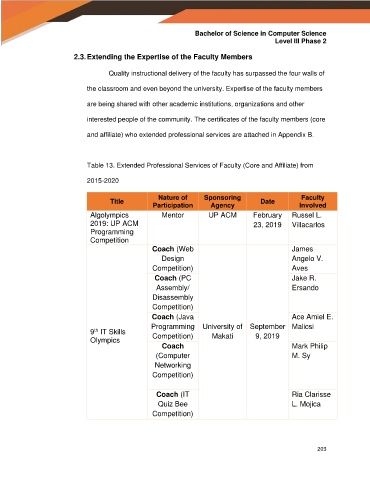 Bachelor of Science in Computer Science
Level III Phase 2
2.3. Extending the Expertise of the Faculty Members
Quality instructional delivery of the faculty has surpassed the four walls of
the classroom and even beyond the university. Expertise of the faculty members
are being shared with other academic institutions, organizations and other
interested people of the community. The certificates of the faculty members (core
and affiliate) who extended professional services are attached in Appendix B.
Table 13. Extended Professional Services of Faculty (Core and Affiliate) from
2015-2020
Title
Nature of
Participation
Sponsoring
Agency
Date
Faculty
Involved
Algolympics
2019: UP ACM
Programming
Competition
Mentor
UP ACM
February
23, 2019
Russel L.
Villacarlos
9th IT Skills
Olympics
Coach (Web
Design
Competition)
University of
Makati
September
9, 2019
James
Angelo V.
Aves
Coach (PC
Assembly/
Disassembly
Competition)
Jake R.
Ersando
Coach (Java
Programming
Competition)
Ace Amiel E.
Malicsi
Coach
(Computer
Networking
Competition)
Mark Philip
M. Sy
Coach (IT
Quiz Bee
Competition)
Ria Clarisse
L. Mojica
203